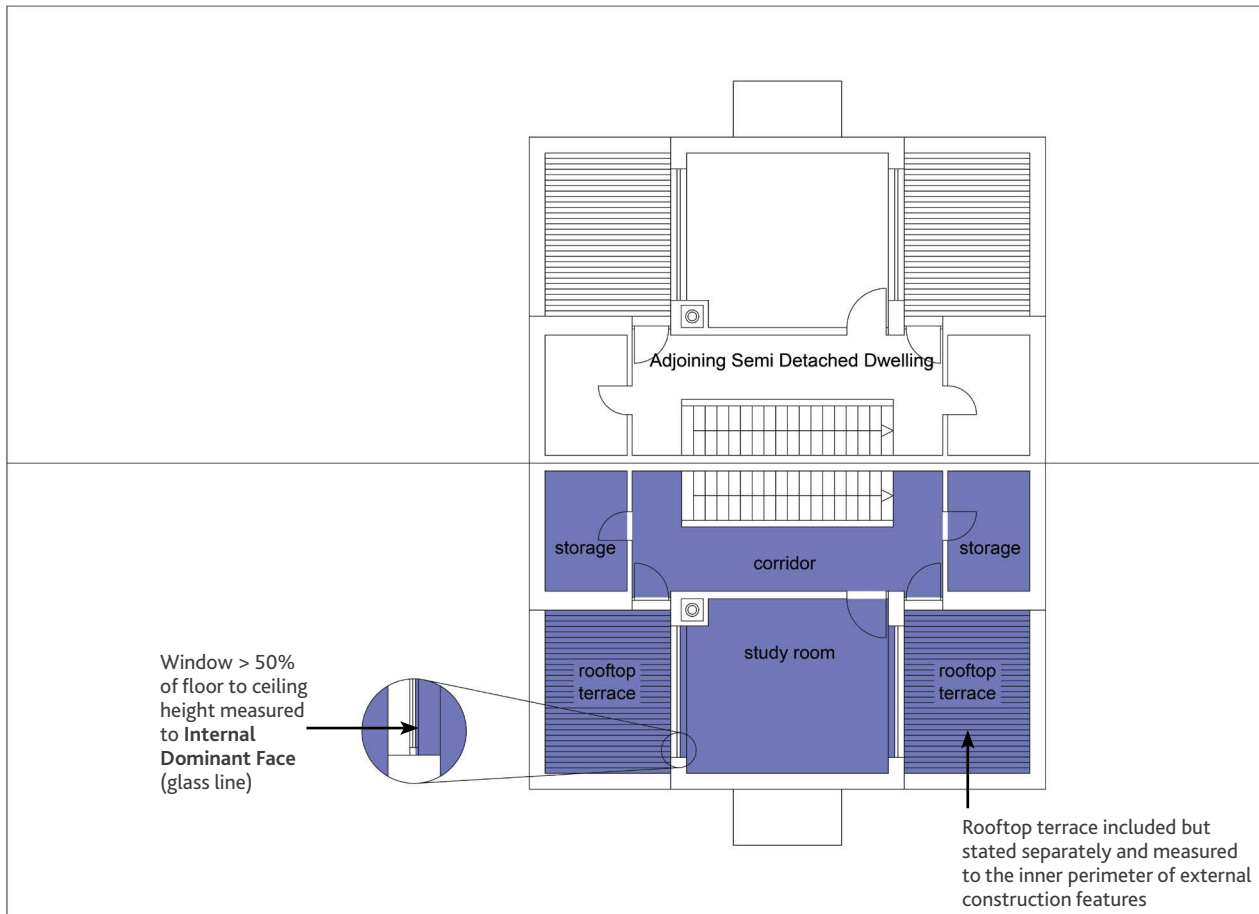 Adjoining Semi Detached Dwelling
storage
corridor
storage
rooftop
terrace
study room
rooftop
terrace
Window > 50%
of floor to ceiling
height measured
to Internal
Dominant Face
(glass line)
Rooftop terrace included but
stated separately and measured
to the inner perimeter of external
construction features